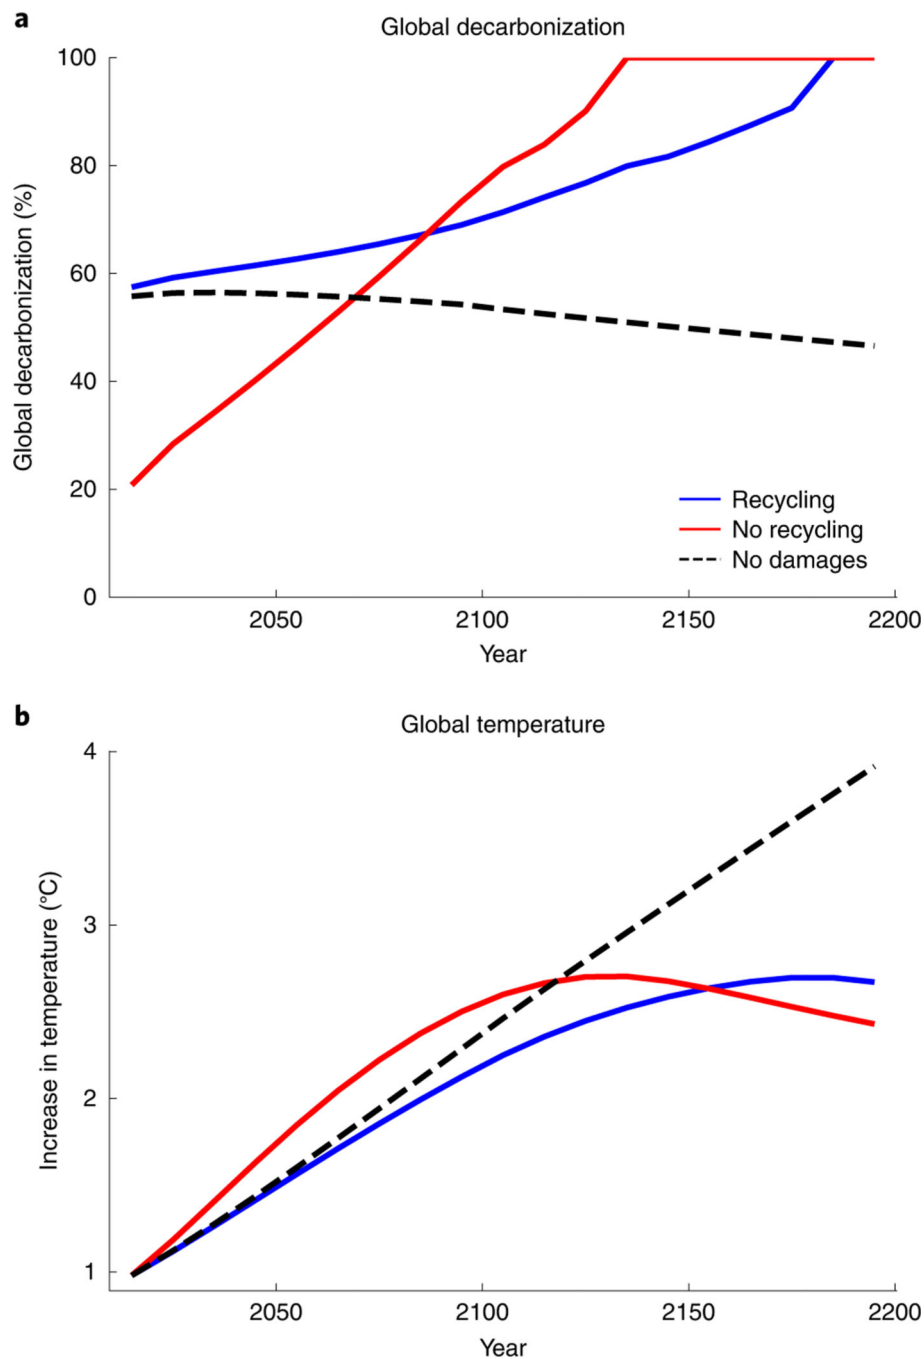 a
Global decarbonization
100
80
60
40
20
0
Global decarbonization (%)
Recycling
No recycling
No damages
2050
2100
2150
2200
Year
b
Global temperature
4
3
2
1
Increase in temperature (°C)
2050
2100
2150
2200
Year